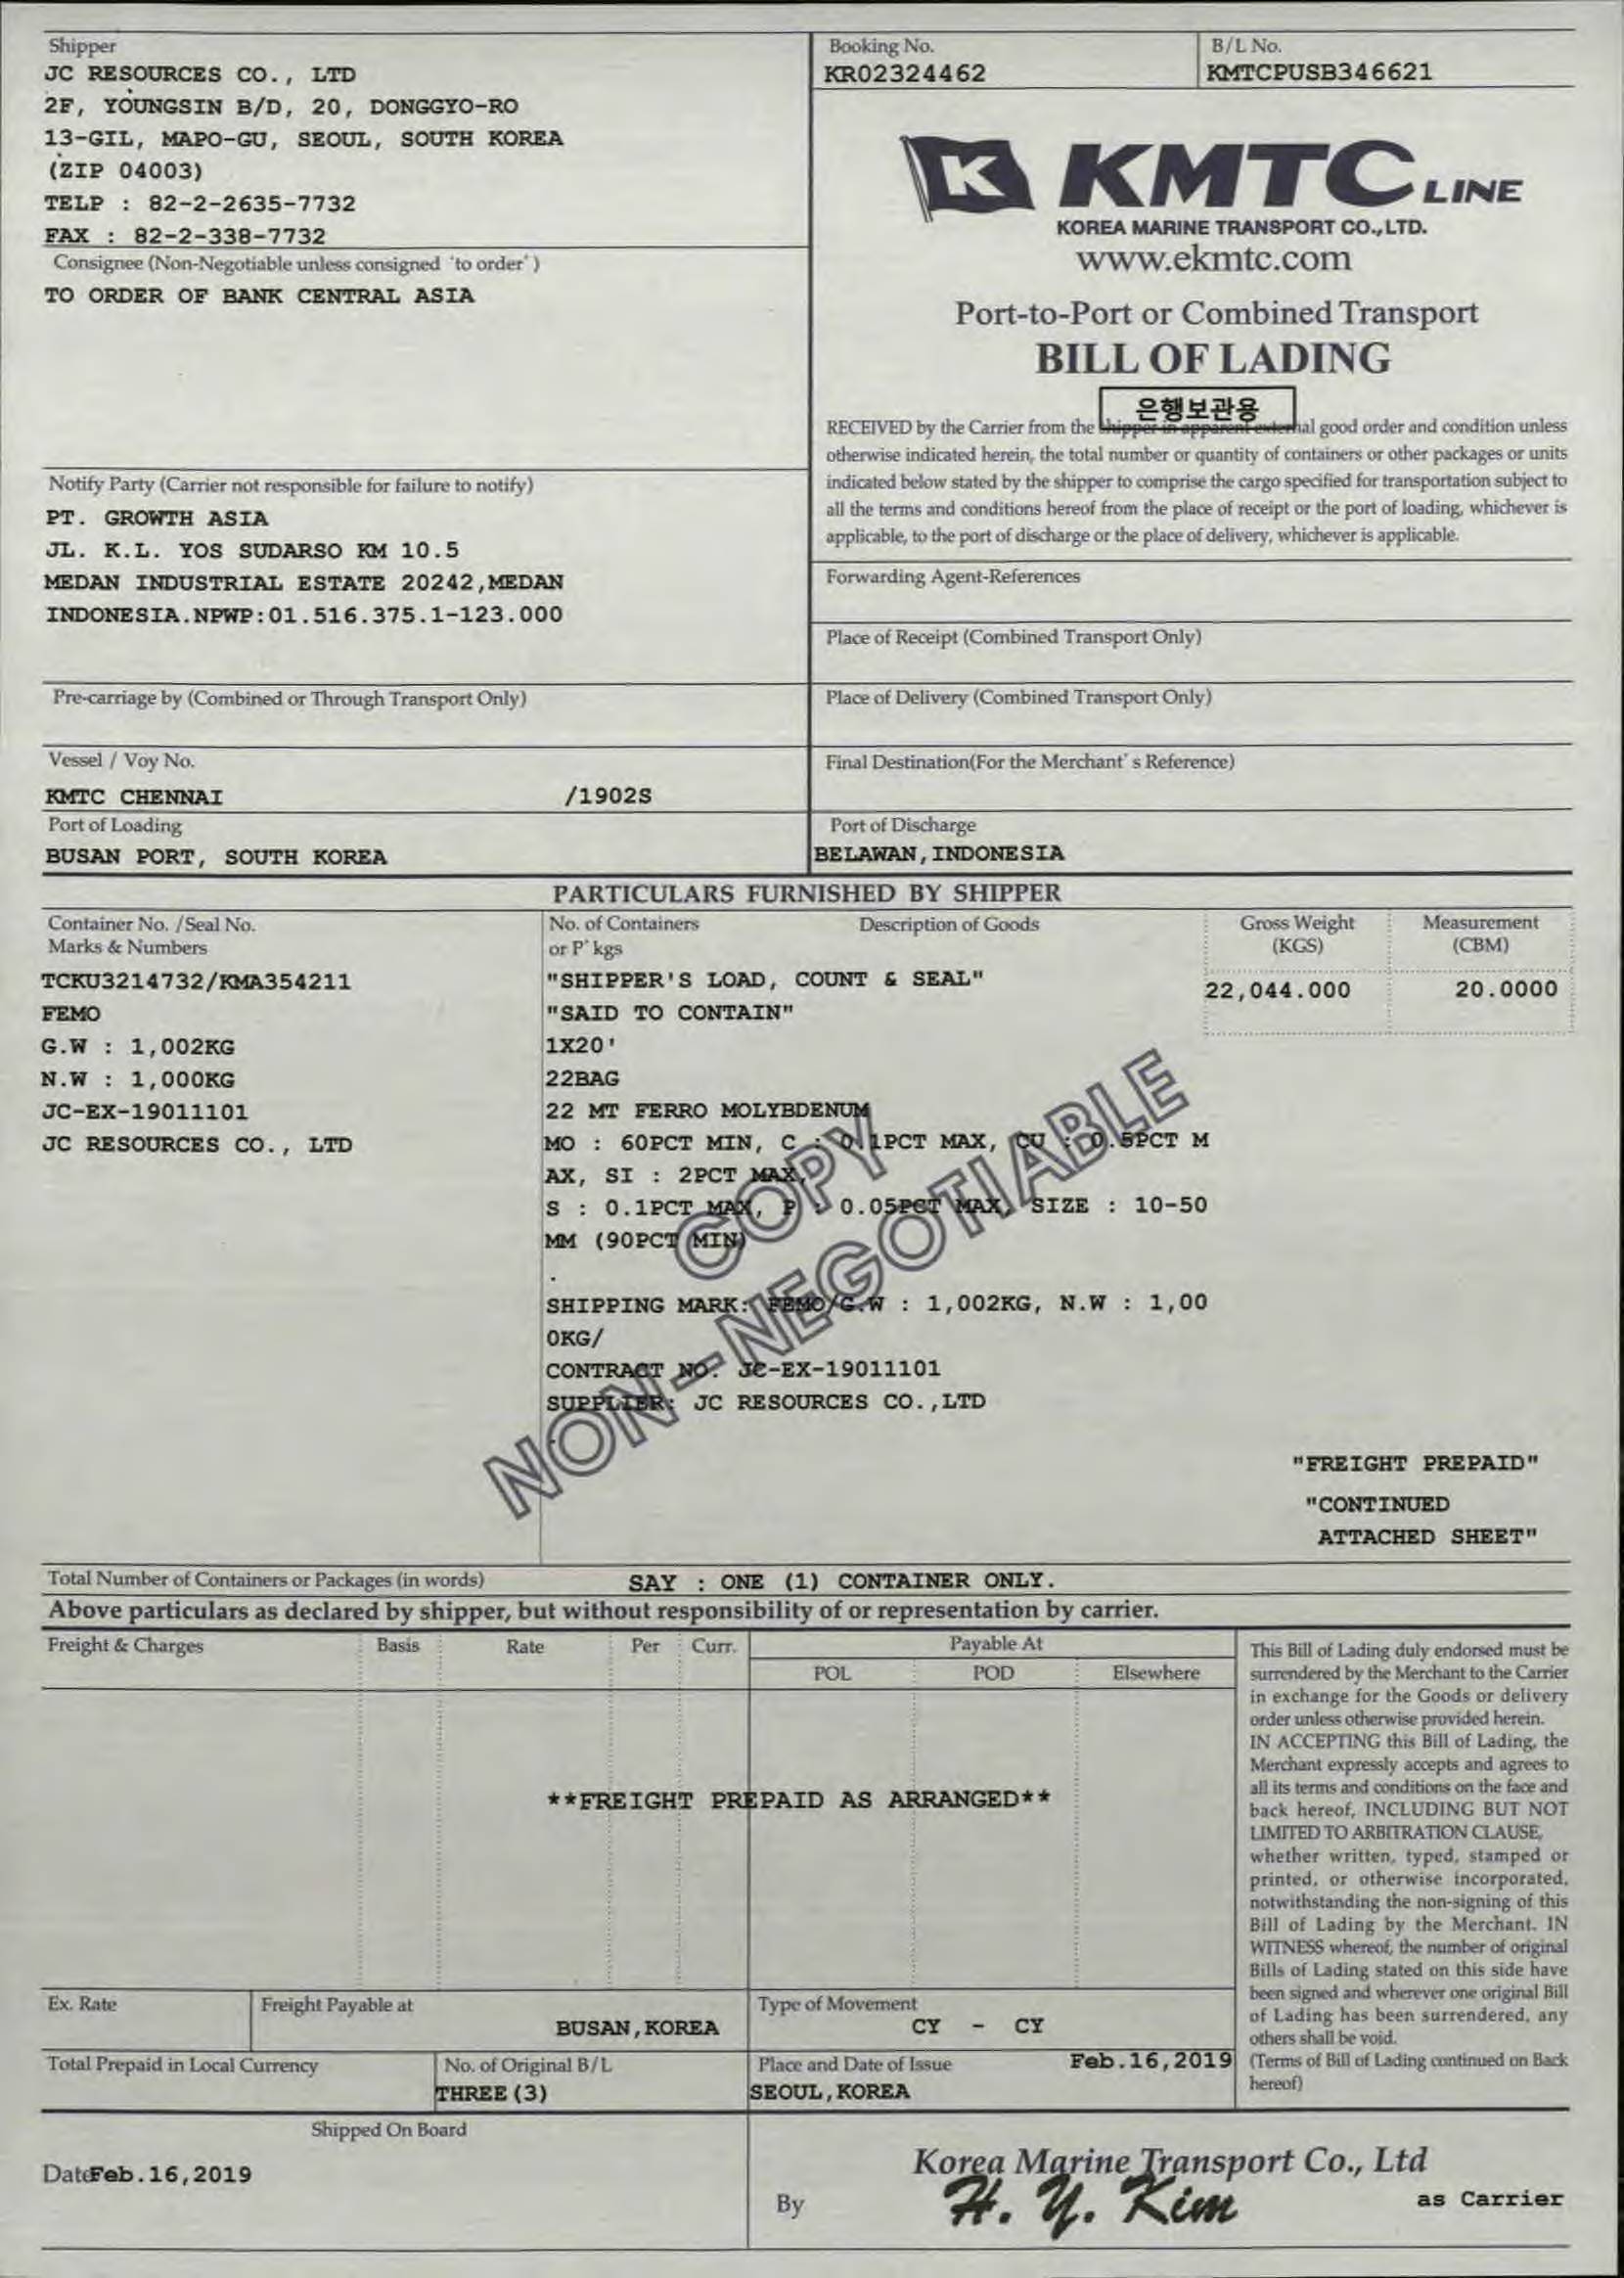 Shipper
JC RESOURCES CO., LTD
2F, YOUNGSIN B/D, 20, DONGGYO-RO
13-GIL, MAPO-GU, SEOUL, SOUTH KOREA
(ZIP 04003)
TELP : 82-2-2635-7732
FAX : 82-2-338-7732
Booking No.
KR02324462
B/L No.
KMTCPUSB346621
K KMTC LINE
KOREA MARINE TRANSPORT CO.,LTD.
www.ekmtc.com
Port-to-Port or Combined Transport
BILL OF LADING
은행보관용
RECEIVED by the Carrier from the shipper in apparent external good order and condition unless
otherwise indicated herein, the total number or quantity of containers or other packages or units
indicated below stated by the shipper to comprise the cargo specified for transportation subject to
all the terms and conditions hereof from the place of receipt or the port of loading, whichever is
applicable, to the port of discharge or the place of delivery, whichever is applicable.
Consignee (Non-Negotiable unless consigned 'to order')
TO ORDER OF BANK CENTRAL ASIA
Notify Party (Carrier not responsible for failure to notify)
PT. GROWTH ASIA
JL. K.L. YOS SUDARSO KM 10.5
MEDAN INDUSTRIAL ESTATE 20242,MEDAN
INDONESIA.NPWP:01.516.375.1-123.000
Forwarding Agent-References
Place of Receipt (Combined Transport Only)
Pre-carriage by (Combined or Through Transport Only)
Place of Delivery (Combined Transport Only)
Vessel / Voy No.
KMTC CHENNAI /1902S
Final Destination(For the Merchant's Reference)
Port of Loading
BUSAN PORT, SOUTH KOREA
Port of Discharge
BELAWAN,INDONESIA
PARTICULARS FURNISHED BY SHIPPER
Container No. /Seal No.
Marks & Numbers
No. of Containers
or P'kgs
Description of Goods
Gross Weight
(KGS)
Measurement
(CBM)
TCKU3214732/KMA354211
FEMO
G.W : 1,002KG
N.W : 1,000KG
JC-EX-19011101
JC RESOURCES CO., LTD
"SHIPPER'S LOAD, COUNT & SEAL"
"SAID TO CONTAIN"
1X20'
22BAG
22 MT FERRO MOLYBDENUM
MO : 60PCT MIN, C : 0.1PCT MAX, CU : 0.5PCT M
AX, SI : 2PCT MAX,
S : 0.1PCT MAX, P : 0.05PCT MAX, SIZE : 10-50
MM (90PCT MIN)
.
SHIPPING MARK: FEMO/G.W : 1,002KG, N.W : 1,00
0KG/
CONTRACT NO: JC-EX-19011101
SUPPLIER: JC RESOURCES CO.,LTD
.
22,044.000
20.0000
COPY
NON-NEGOTIABLE
"FREIGHT PREPAID"
"CONTINUED
ATTACHED SHEET"
Total Number of Containers or Packages (in words) SAY : ONE (1) CONTAINER ONLY.
Above particulars as declared by shipper, but without responsibility of or representation by carrier.
Freight & Charges
Basis
Rate
Per
Curr.
Payable At
POL
POD
Elsewhere
**FREIGHT PREPAID AS ARRANGED**
This Bill of Lading duly endorsed must be
surrendered by the Merchant to the Carrier
in exchange for the Goods or delivery
order unless otherwise provided herein.
IN ACCEPTING this Bill of Lading, the
Merchant expressly accepts and agrees to
all its terms and conditions on the face and
back hereof, INCLUDING BUT NOT
LIMITED TO ARBITRATION CLAUSE,
whether written, typed, stamped or
printed, or otherwise incorporated,
notwithstanding the non-signing of this
Bill of Lading by the Merchant. IN
WITNESS whereof, the number of original
Bills of Lading stated on this side have
been signed and wherever one original Bill
of Lading has been surrendered, any
others shall be void.
(Terms of Bill of Lading continued on Back
hereof)
Ex. Rate
Freight Payable at
BUSAN,KOREA
Type of Movement
CY - CY
Total Prepaid in Local Currency
No. of Original B/L
THREE(3)
Place and Date of Issue Feb.16,2019
SEOUL,KOREA
Shipped On Board
Date Feb.16,2019
Korea Marine Transport Co., Ltd
By H. Y. Kim as Carrier